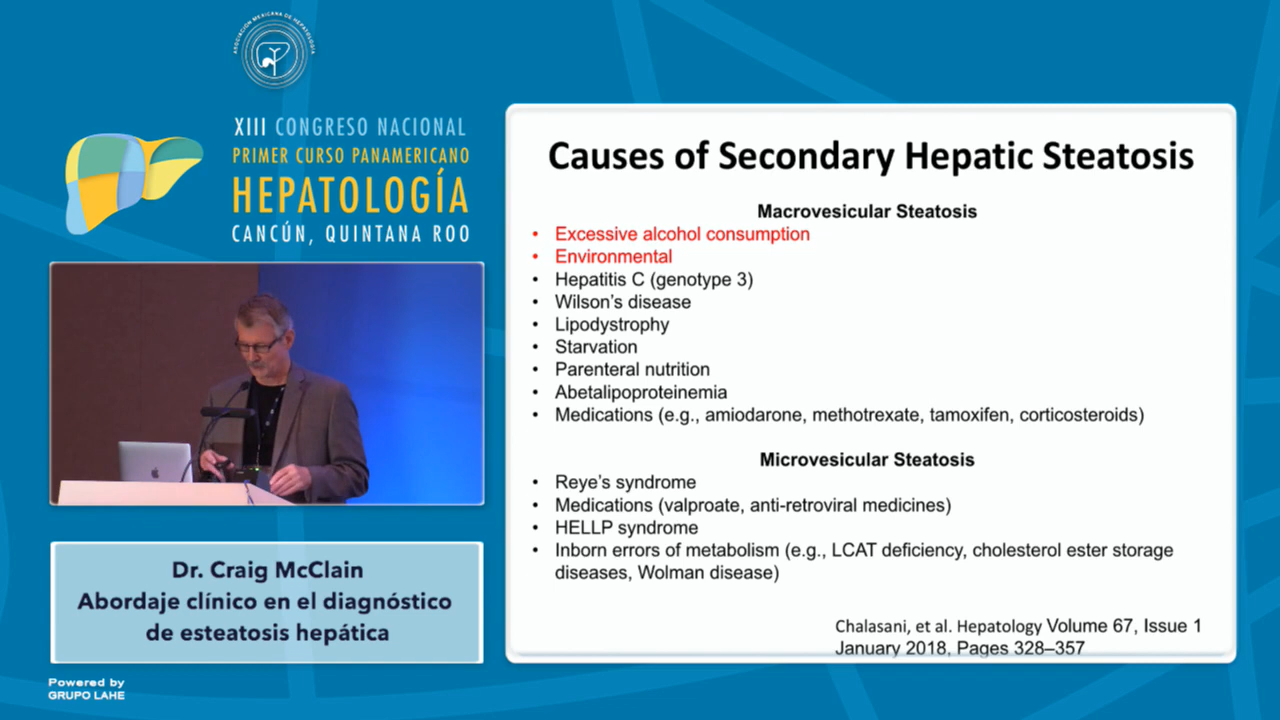 ASOCIACIÓN MEXICANA DE HEPATOLOGÍA
XIII CONGRESO NACIONAL
PRIMER CURSO PANAMERICANO
HEPATOLOGÍA
CANCÚN, QUINTANA ROO
Dr. Craig McClain
Abordaje clínico en el diagnóstico
de esteatosis hepática
Powered by
GRUPO LAHE
Causes of Secondary Hepatic Steatosis
Macrovesicular Steatosis
• Excessive alcohol consumption
• Environmental
• Hepatitis C (genotype 3)
• Wilson’s disease
• Lipodystrophy
• Starvation
• Parenteral nutrition
• Abetalipoproteinemia
• Medications (e.g., amiodarone, methotrexate, tamoxifen, corticosteroids)
Microvesicular Steatosis
• Reye’s syndrome
• Medications (valproate, anti-retroviral medicines)
• HELLP syndrome
• Inborn errors of metabolism (e.g., LCAT deficiency, cholesterol ester storage
diseases, Wolman disease)
Chalasani, et al. Hepatology Volume 67, Issue 1
January 2018, Pages 328–357